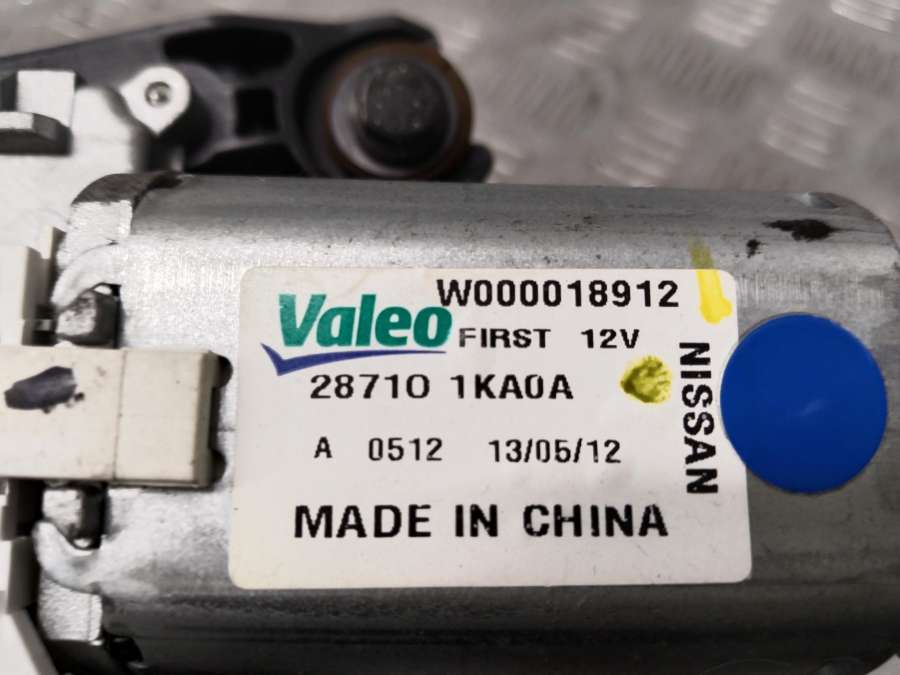 Valeo W000018912
FIRST 12V
28710 1KA0A
A 0512 13/05/12
MADE IN CHINA
NISSAN